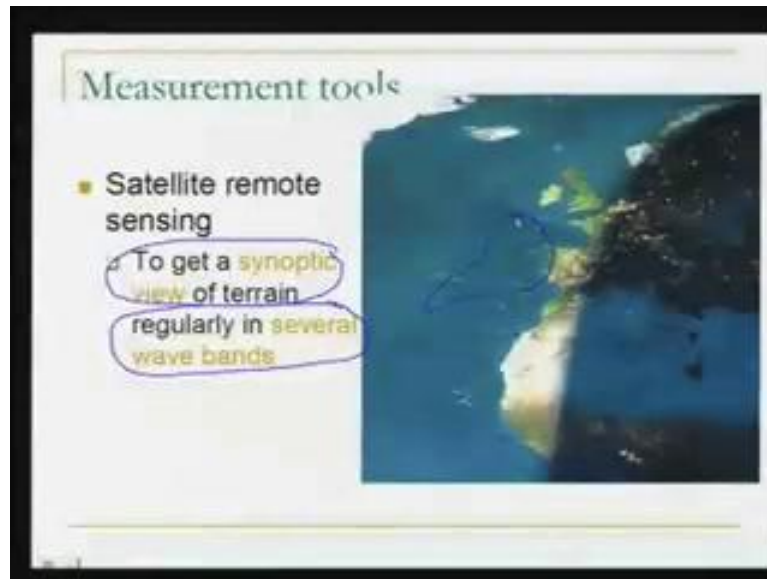 Measurement tools
Satellite remote
sensing
To get a synoptic
view of terrain
regularly in several
wave bands